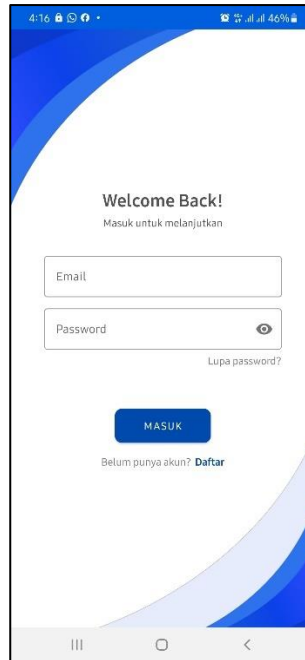 4:16
46%
Welcome Back!
Masuk untuk melanjutkan
Email
Password
Lupa password?
MASUK
Belum punya akun? Daftar